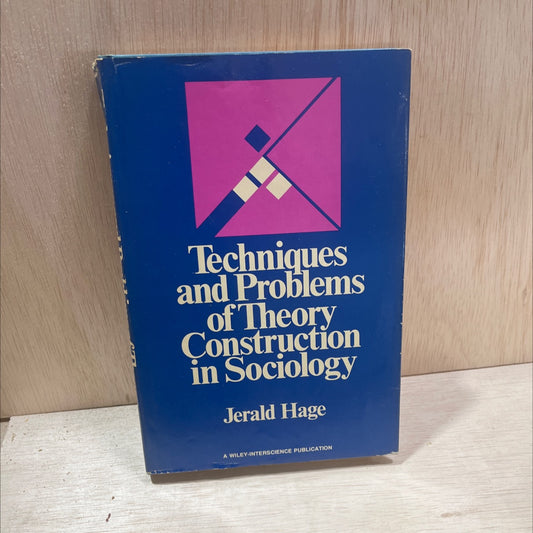 Techniques
and Problems
of Theory
Construction
in Sociology
Jerald Hage
A WILEY-INTERSCIENCE PUBLICATION